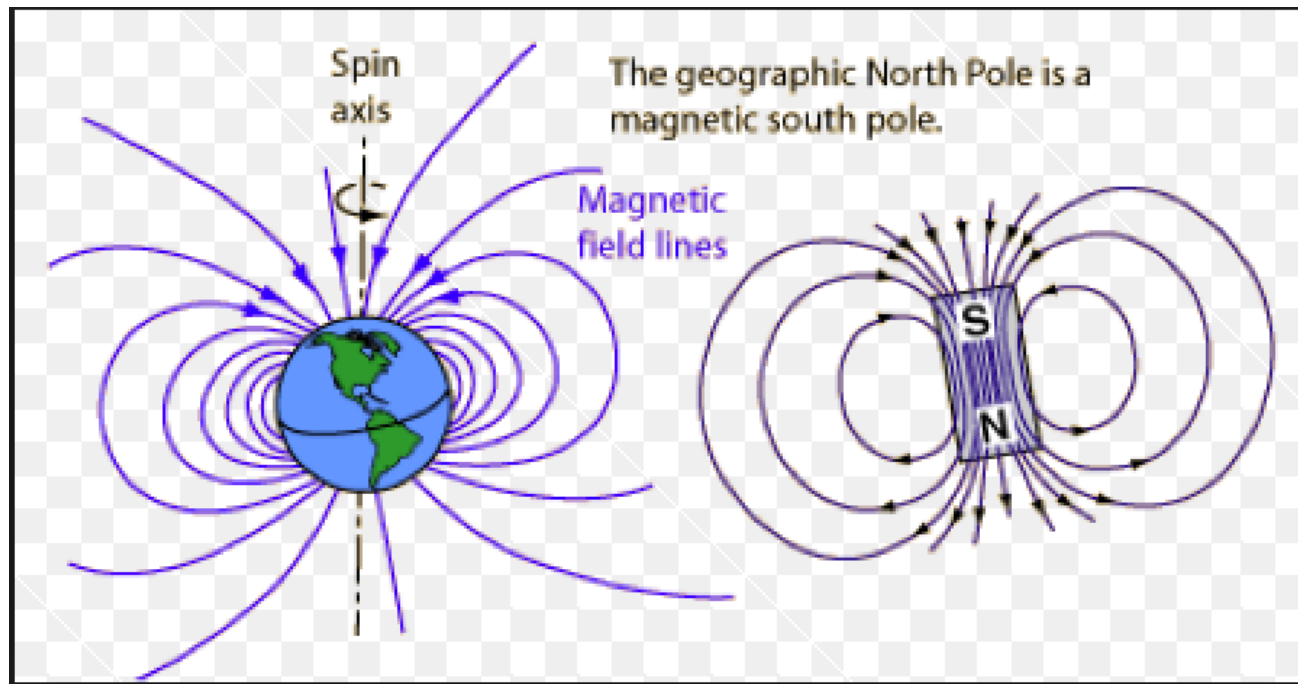 Spin
axis
The geographic North Pole is a
magnetic south pole.
Magnetic
field lines
S
N